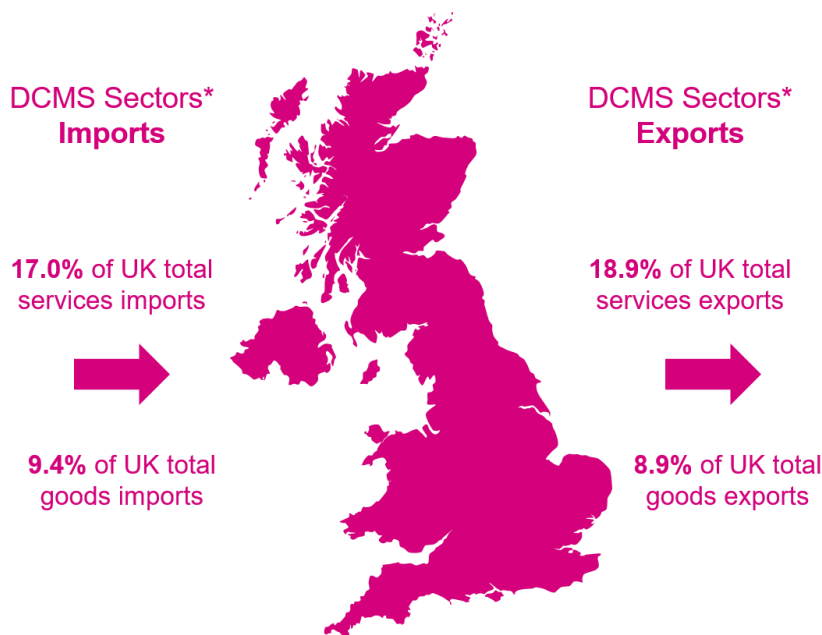 DCMS Sectors*
Imports
17.0% of UK total
services imports
9.4% of UK total
goods imports
DCMS Sectors*
Exports
18.9% of UK total
services exports
8.9% of UK total
goods exports